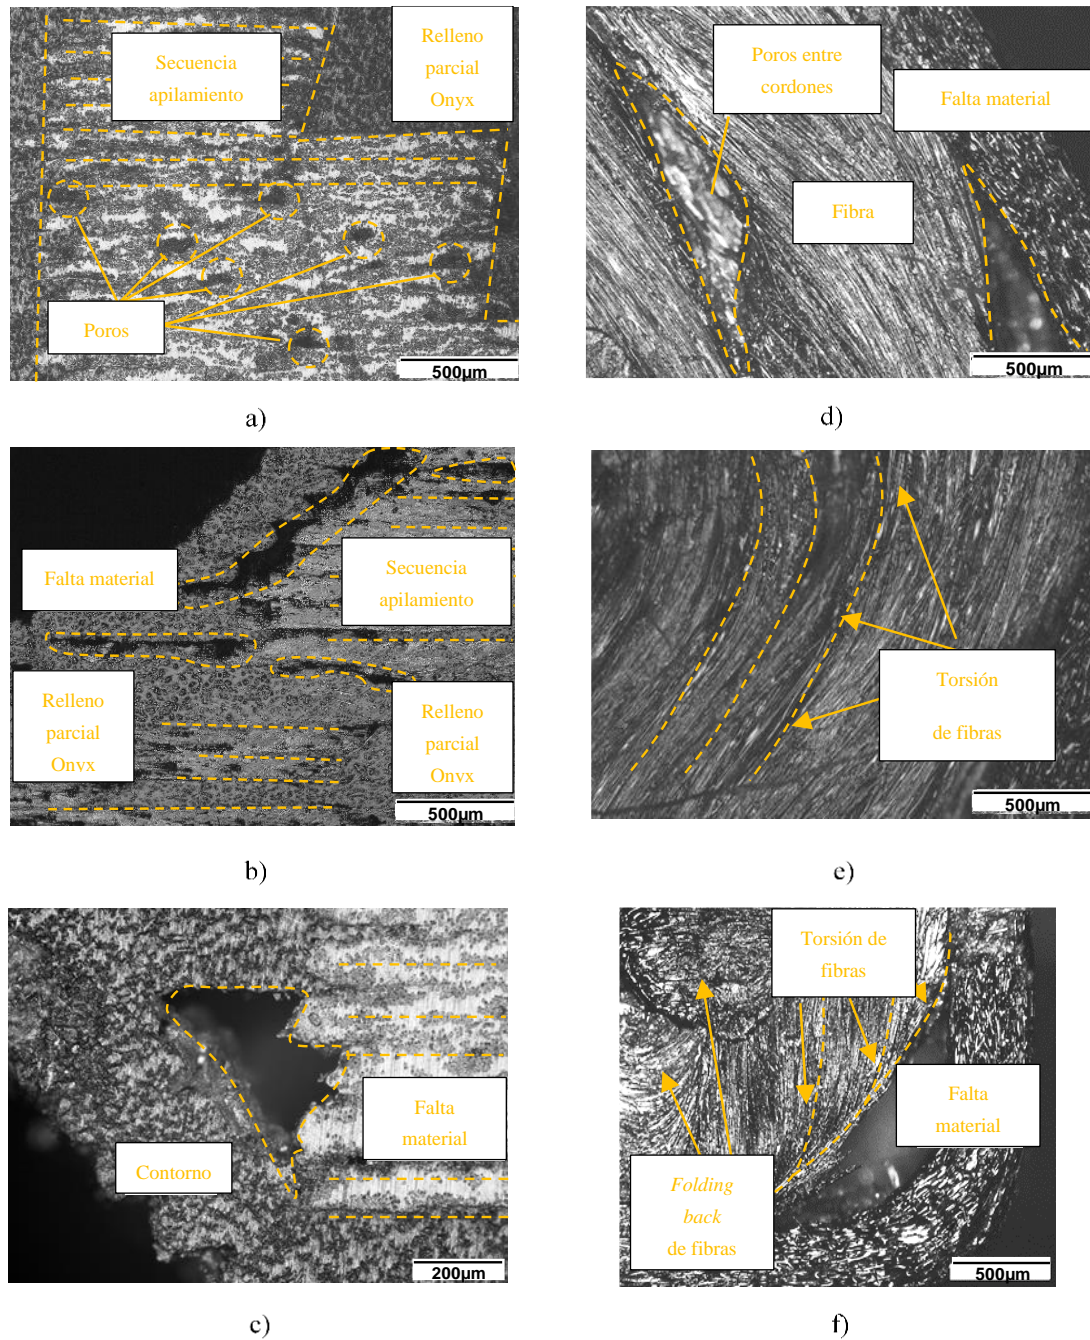 Secuencia
apilamiento
Relleno
parcial
Onyx
Poros
500µm
a)
Poros entre
cordones
Falta material
Fibra
500µm
d)
Falta material
Secuencia
apilamiento
Relleno
parcial
Onyx
Relleno
parcial
Onyx
500µm
b)
Torsión
de fibras
500µm
e)
Falta
material
Contorno
200µm
c)
Torsión de
fibras
Falta
material
Folding
back
de fibras
500µm
f)